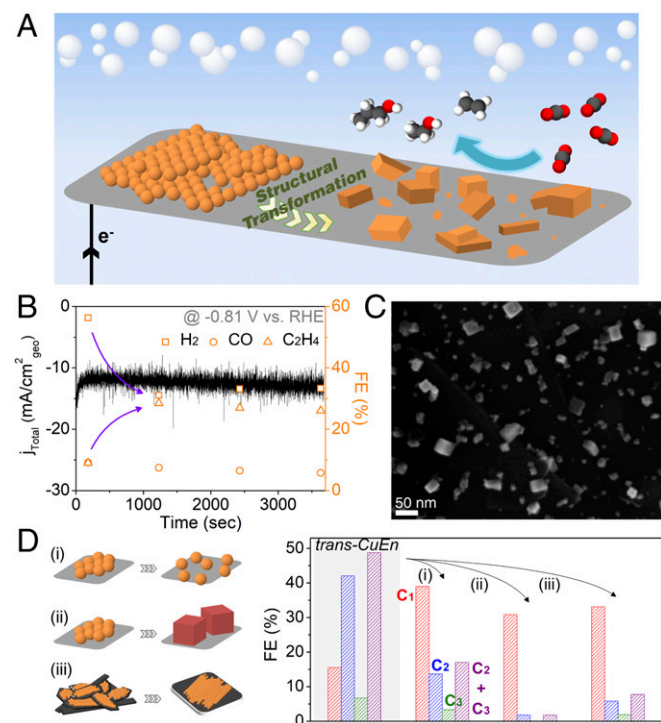 A
Structural
Transformation
e-
B
@ -0.81 V vs. RHE
H2 CO C2H4
jTotal (mA/cm2geo)
0
-10
-20
-30
FE (%)
60
40
20
0
0 1000 2000 3000
Time (sec)
C
50 nm
D
(i)
(ii)
(iii)
trans-CuEn
(i)
(ii)
(iii)
C1
C2
C3
C2
+
C3
FE (%)
50
40
30
20
10
0